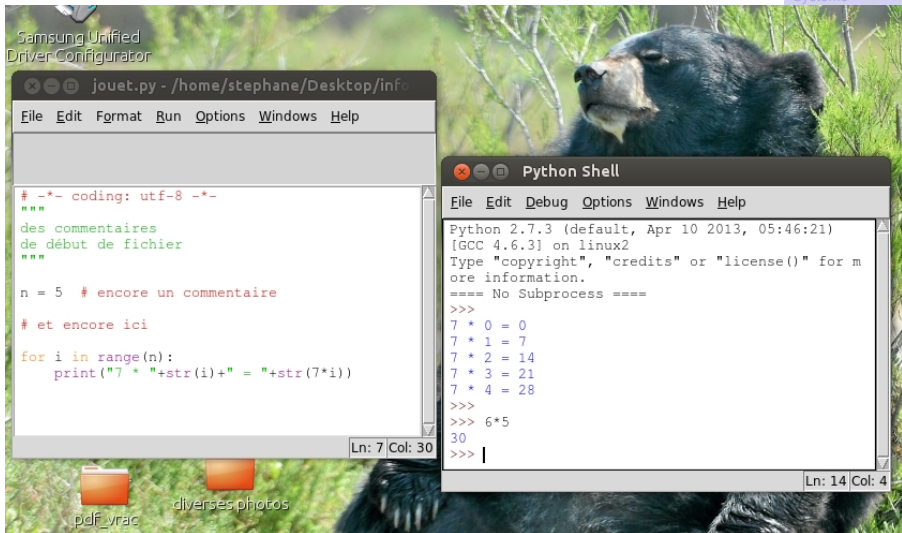 Samsung Unified
Driver Configurator
jouet.py - /home/stephane/Desktop/info
File Edit Format Run Options Windows Help
# -*- coding: utf-8 -*-
"""
des commentaires
de début de fichier
"""
n = 5  # encore un commentaire
# et encore ici
for i in range(n):
    print("7 * "+str(i)+" = "+str(7*i))
Ln: 7 Col: 30
Python Shell
File Edit Debug Options Windows Help
Python 2.7.3 (default, Apr 10 2013, 05:46:21)
[GCC 4.6.3] on linux2
Type "copyright", "credits" or "license()" for m
ore information.
==== No Subprocess ====
>>>
7 * 0 = 0
7 * 1 = 7
7 * 2 = 14
7 * 3 = 21
7 * 4 = 28
>>>
>>> 6*5
30
>>>
Ln: 14 Col: 4
pdf_vrac
diverses photos